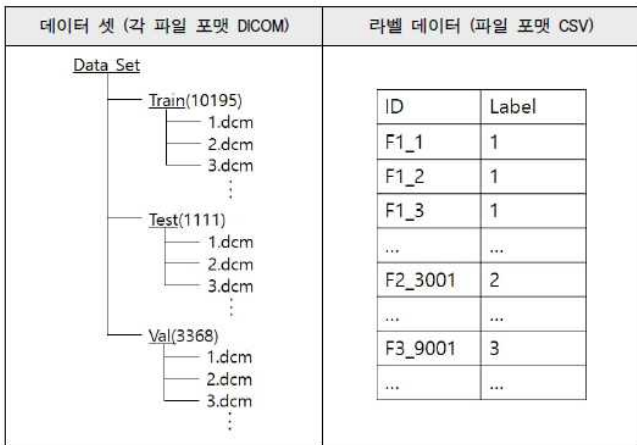 데이터 셋 (각 파일 포맷 DICOM)
라벨 데이터 (파일 포맷 CSV)
Data Set
Train(10195)
1.dcm
2.dcm
3.dcm
⋮
Test(1111)
1.dcm
2.dcm
3.dcm
⋮
Val(3368)
1.dcm
2.dcm
3.dcm
⋮
ID Label
F1_1 1
F1_2 1
F1_3 1
... ...
F2_3001 2
... ...
F3_9001 3
... ...